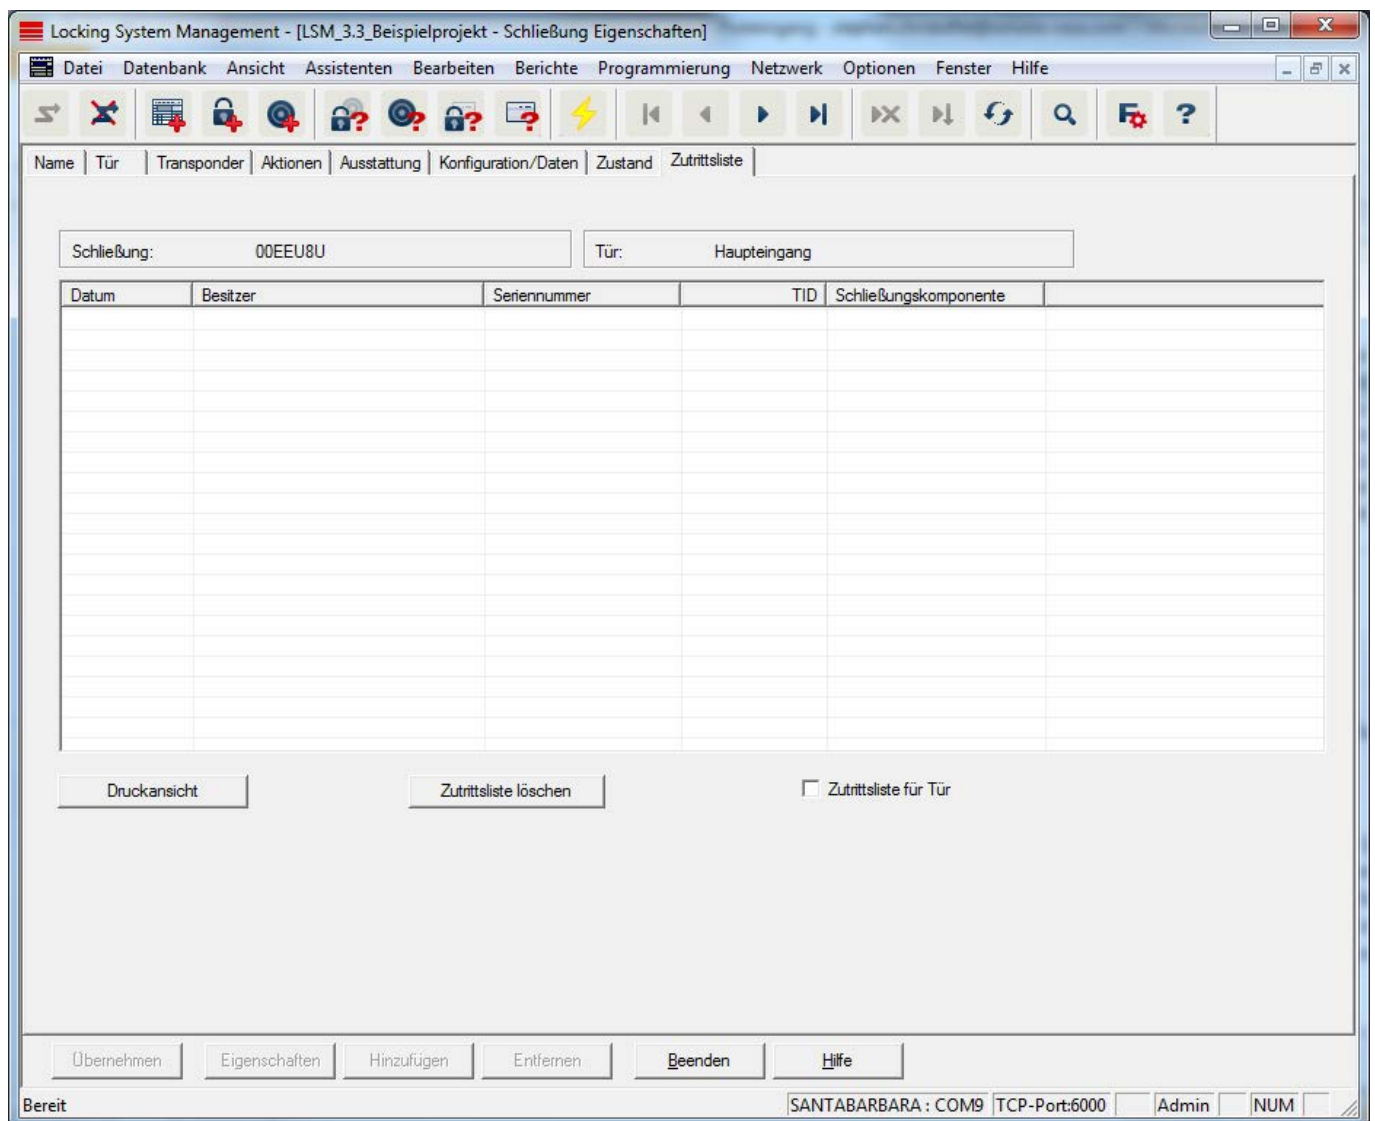 Locking System Management - [LSM_3.3_Beispielprojekt - Schließung Eigenschaften]
Datei Datenbank Ansicht Assistenten Bearbeiten Berichte Programmierung Netzwerk Optionen Fenster Hilfe
Name Tür Transponder Aktionen Ausstattung Konfiguration/Daten Zustand Zutrittsliste
Schließung: 00EEU8U Tür: Haupteingang
Datum Besitzer Seriennummer TID Schließungskomponente
Druckansicht Zutrittsliste löschen Zutrittsliste für Tür
Übernehmen Eigenschaften Hinzufügen Entfernen Beenden Hilfe
Bereit SANTABARBARA : COM9 TCP-Port:6000 Admin NUM